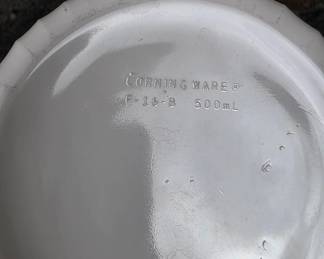 CORNING WARE®
F-16-B 500mL